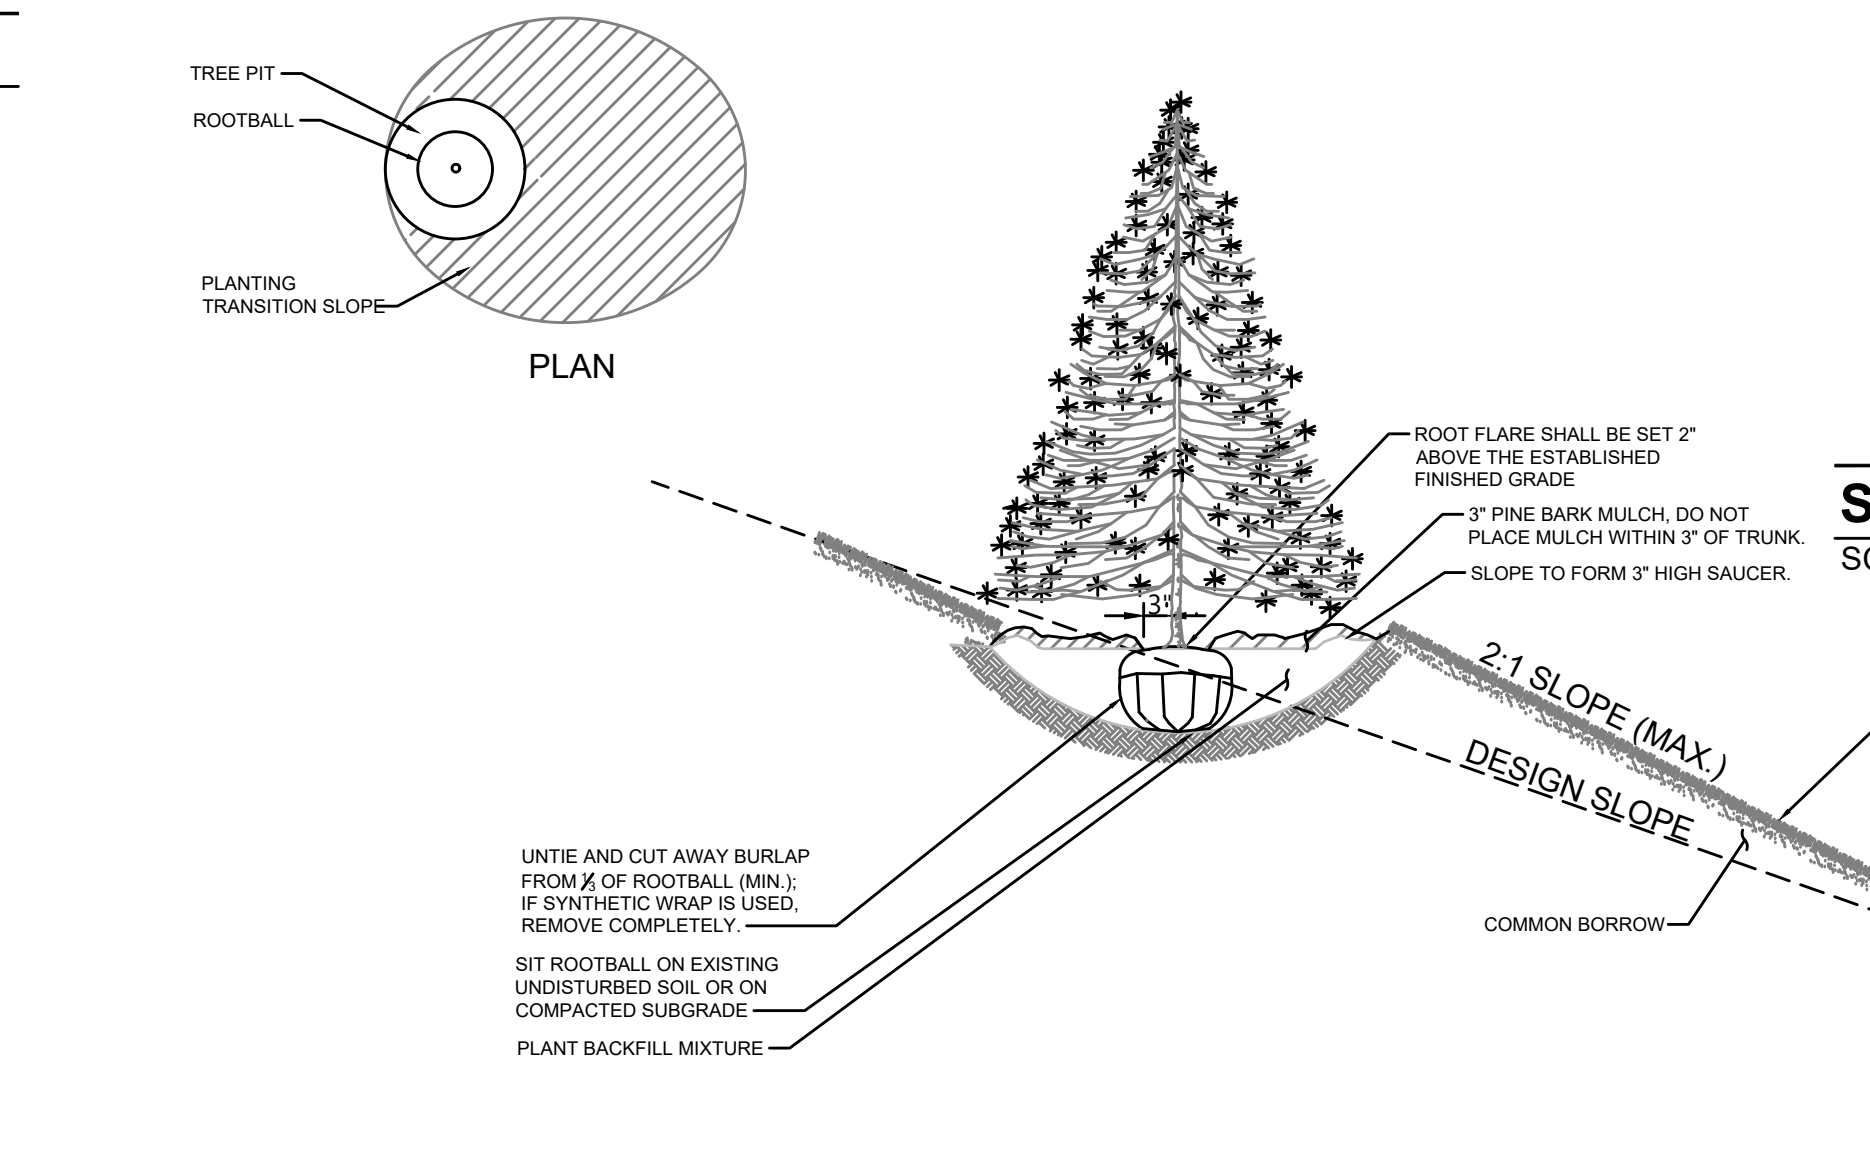 TREE PIT
ROOTBALL
PLANTING
TRANSITION SLOPE
PLAN
ROOT FLARE SHALL BE SET 2"
ABOVE THE ESTABLISHED
FINISHED GRADE
3" PINE BARK MULCH, DO NOT
PLACE MULCH WITHIN 3" OF TRUNK.
SLOPE TO FORM 3" HIGH SAUCER.
3"
2:1 SLOPE (MAX.)
DESIGN SLOPE
UNTIE AND CUT AWAY BURLAP
FROM 1/3 OF ROOTBALL (MIN.);
IF SYNTHETIC WRAP IS USED,
REMOVE COMPLETELY.
SIT ROOTBALL ON EXISTING
UNDISTURBED SOIL OR ON
COMPACTED SUBGRADE
PLANT BACKFILL MIXTURE
COMMON BORROW